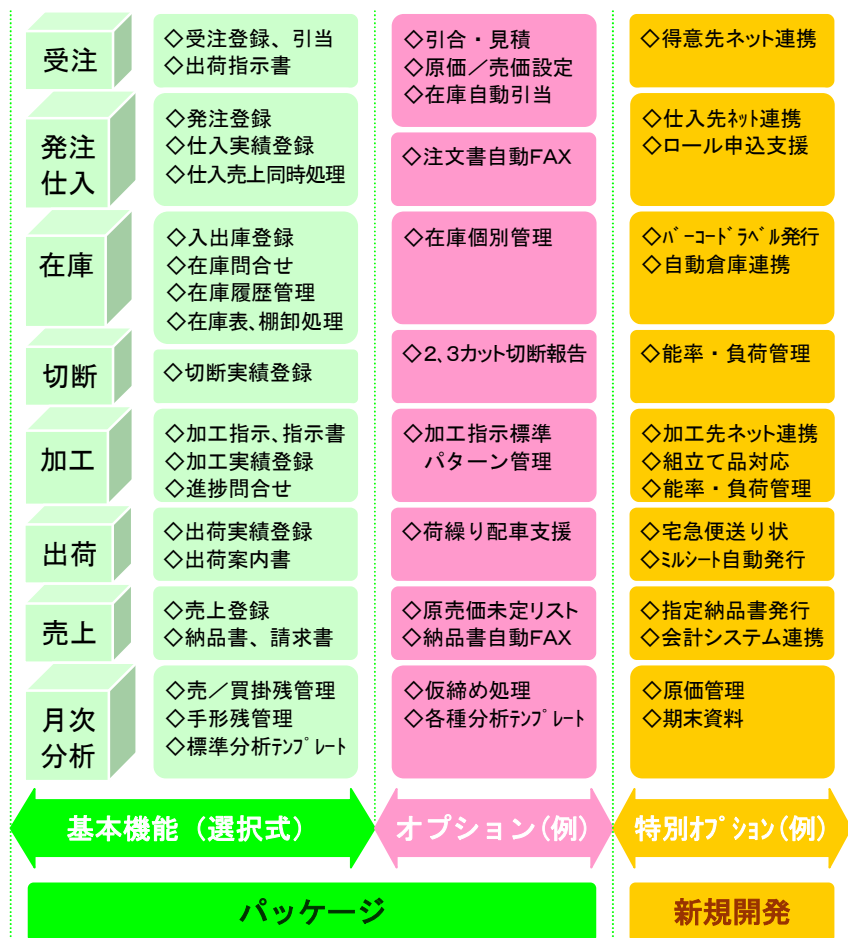 受注
◇受注登録、引当
◇出荷指示書
◇引合・見積
◇原価／売価設定
◇在庫自動引当
◇得意先ネット連携
発注
仕入
◇発注登録
◇仕入実績登録
◇仕入売上同時処理
◇注文書自動FAX
◇仕入先ﾈｯﾄ連携
◇ロール申込支援
在庫
◇入出庫登録
◇在庫問合せ
◇在庫履歴管理
◇在庫表、棚卸処理
◇在庫個別管理
◇ﾊﾞｰｺｰﾄﾞﾗﾍﾞﾙ発行
◇自動倉庫連携
切断
◇切断実績登録
◇2、3カット切断報告
◇能率・負荷管理
加工
◇加工指示、指示書
◇加工実績登録
◇進捗問合せ
◇加工指示標準
パターン管理
◇加工先ネット連携
◇組立て品対応
◇能率・負荷管理
出荷
◇出荷実績登録
◇出荷案内書
◇荷繰り配車支援
◇宅急便送り状
◇ﾐﾙｼｰﾄ自動発行
売上
◇売上登録
◇納品書、請求書
◇原売価未定リスト
◇納品書自動FAX
◇指定納品書発行
◇会計システム連携
月次
分析
◇売／買掛残管理
◇手形残管理
◇標準分析ﾃﾝﾌﾟﾚｰﾄ
◇仮締め処理
◇各種分析ﾃﾝﾌﾟﾚｰﾄ
◇原価管理
◇期末資料
基本機能（選択式）
オプション(例)
特別ｵﾌﾟｼｮﾝ(例)
パッケージ
新規開発